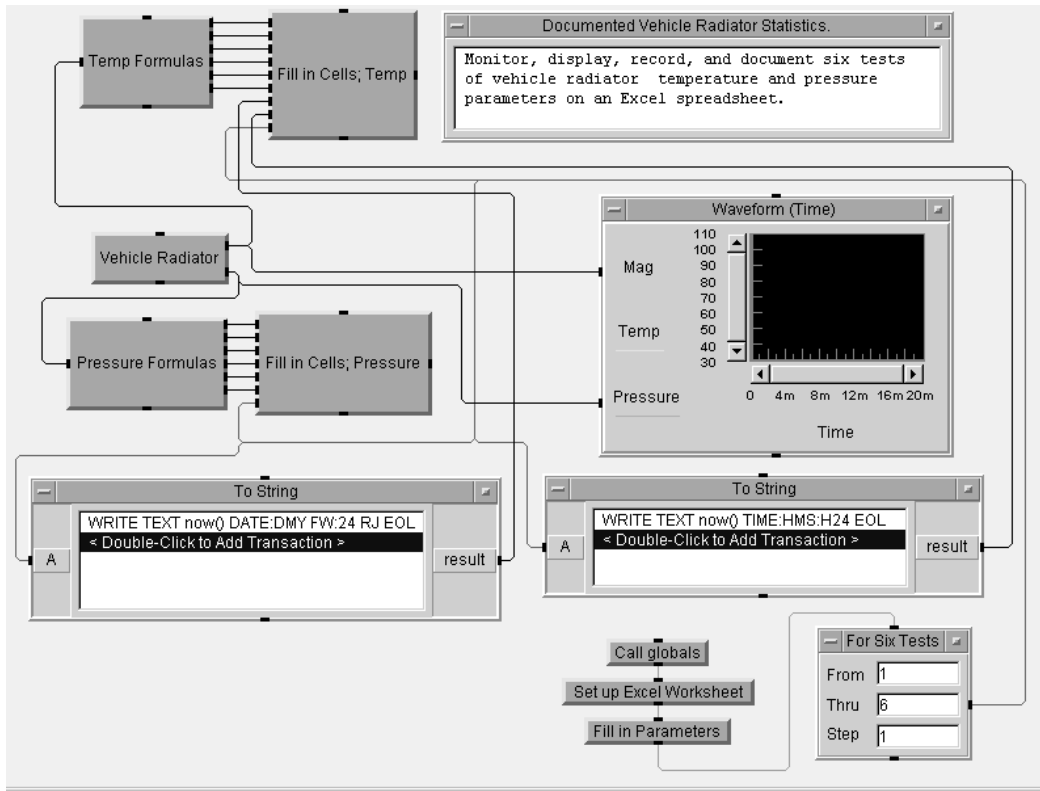 Temp Formulas
Fill in Cells; Temp
Documented Vehicle Radiator Statistics.
Monitor, display, record, and document six tests
of vehicle radiator  temperature and pressure
parameters on an Excel spreadsheet.
Vehicle Radiator
Pressure Formulas
Fill in Cells; Pressure
Waveform (Time)
Mag
Temp
Pressure
110
100
90
80
70
60
50
40
30
0 4m 8m 12m 16m 20m
Time
To String
WRITE TEXT now() DATE:DMY FW:24 RJ EOL
< Double-Click to Add Transaction >
A
result
To String
WRITE TEXT now() TIME:HMS:H24 EOL
< Double-Click to Add Transaction >
A
result
Call globals
Set up Excel Worksheet
Fill in Parameters
For Six Tests
From 1
Thru 6
Step 1